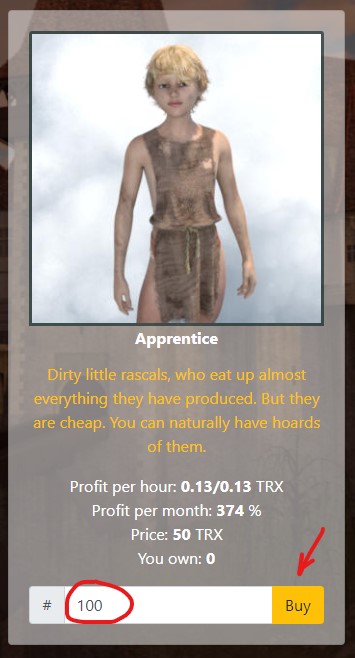 Apprentice
Dirty little rascals, who eat up almost
everything they have produced. But they
are cheap. You can naturally have hoards
of them.
Profit per hour: 0.13/0.13 TRX
Profit per month: 374 %
Price: 50 TRX
You own: 0
# 100 Buy